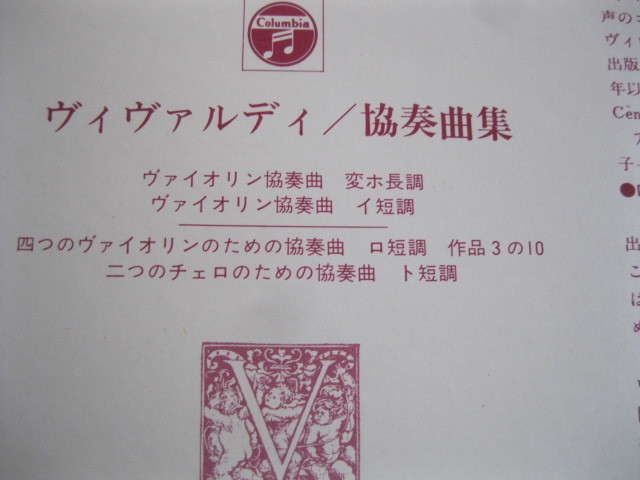 Columbia
ヴィヴァルディ／協奏曲集
ヴァイオリン協奏曲　変ホ長調
ヴァイオリン協奏曲　イ短調
四つのヴァイオリンのための協奏曲　ロ短調　作品3の10
二つのチェロのための協奏曲　ト短調
V
声の
ヴィ
出版
年以
Cen
子
出
こ
は
め